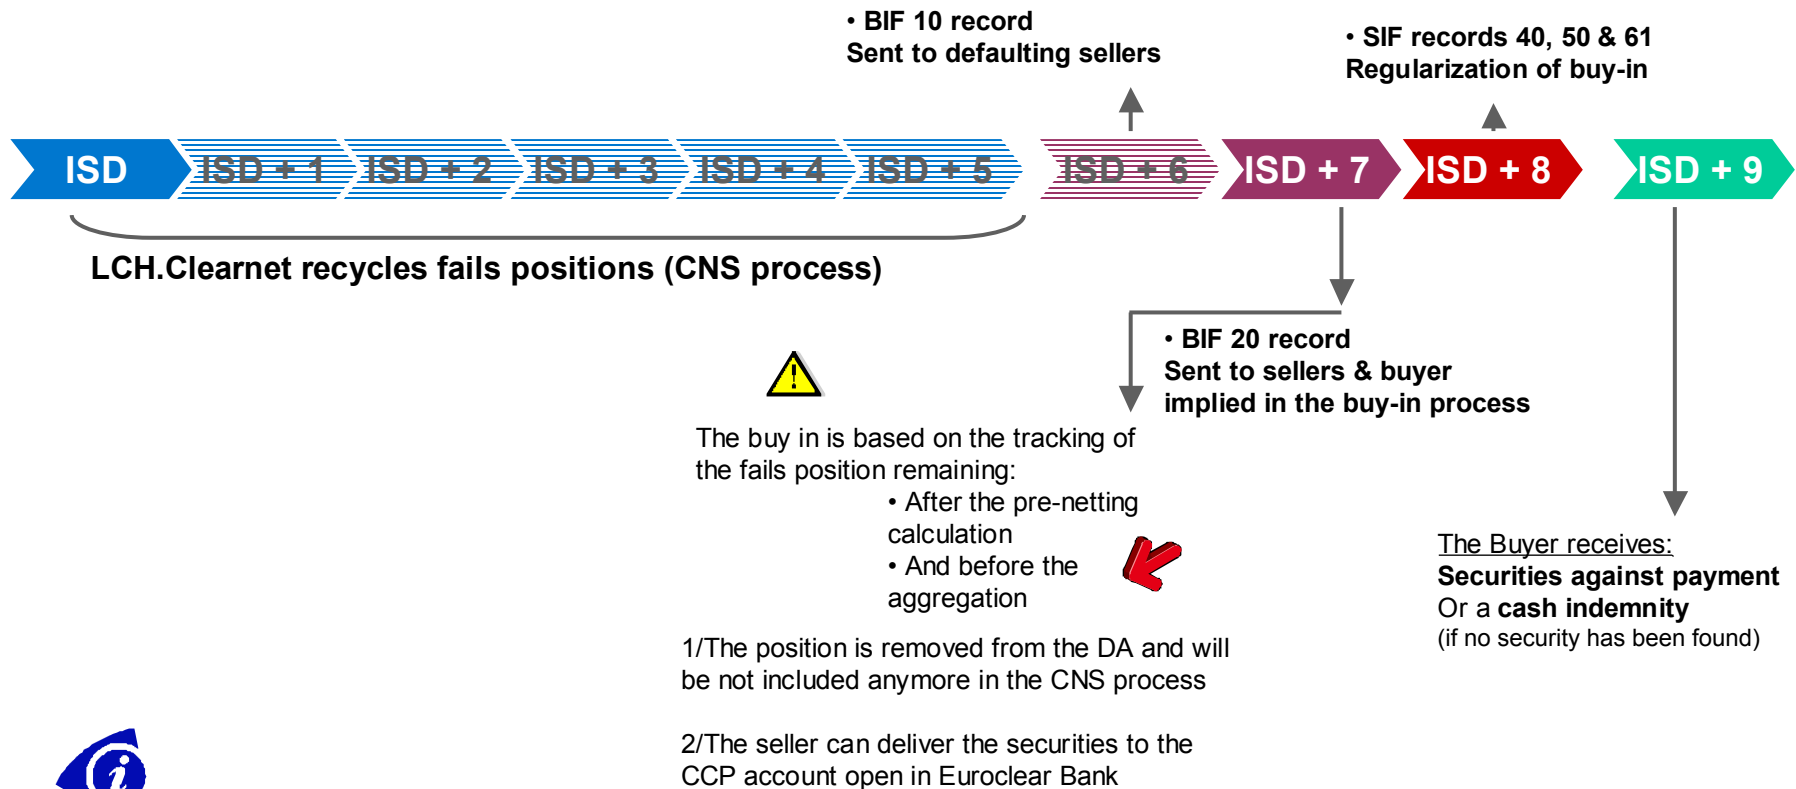 • BIF 10 record
Sent to defaulting sellers
• SIF records 40, 50 & 61
Regularization of buy-in
ISD
ISD + 1
ISD + 2
ISD + 3
ISD + 4
ISD + 5
ISD + 6
ISD + 7
ISD + 8
ISD + 9
LCH.Clearnet recycles fails positions (CNS process)
• BIF 20 record
Sent to sellers & buyer
implied in the buy-in process
The buy in is based on the tracking of
the fails position remaining:
• After the pre-netting
calculation
• And before the
aggregation
1/The position is removed from the DA and will
be not included anymore in the CNS process
2/The seller can deliver the securities to the
CCP account open in Euroclear Bank
The Buyer receives:
Securities against payment
Or a cash indemnity
(if no security has been found)